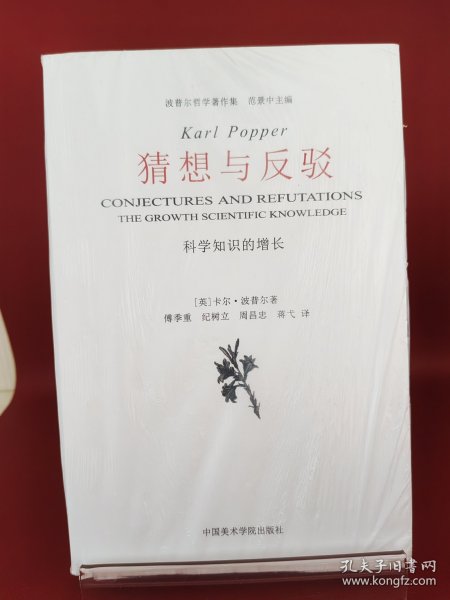 波普尔哲学著作集 范景中主编
Karl Popper
猜想与反驳
CONJECTURES AND REFUTATIONS
THE GROWTH SCIENTIFIC KNOWLEDGE
科学知识的增长
[英]卡尔·波普尔著
傅季重 纪树立 周昌忠 蒋弋 译
中国美术学院出版社
孔夫子旧书网
www.kongfz.com